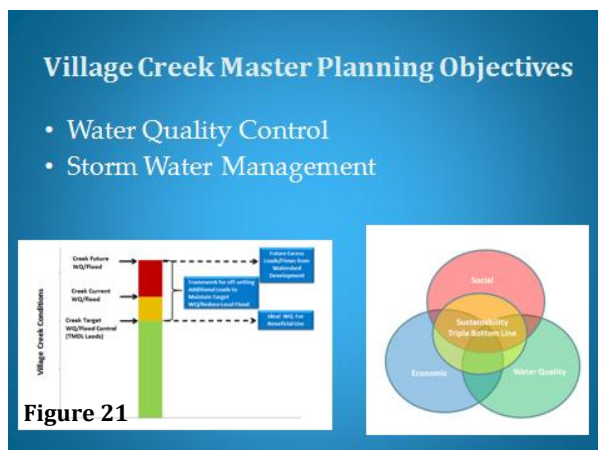 Village Creek Master Planning Objectives
• Water Quality Control
• Storm Water Management
Village Creek Conditions
Creek Future
WQ/Flood
Creek Current
WQ/flood
Creek Target
WQ/Flood Control
(TMDL Loads)
Future Excess
Loads/Flows from
Watershed
Development
Framework for off-setting
Additional Loads to
Maintain Target
WQ/Reduce Local Flood
Ideal WQ For
Beneficial Use
Figure 21
Social
Sustainability
Triple Bottom Line
Economic
Water Quality